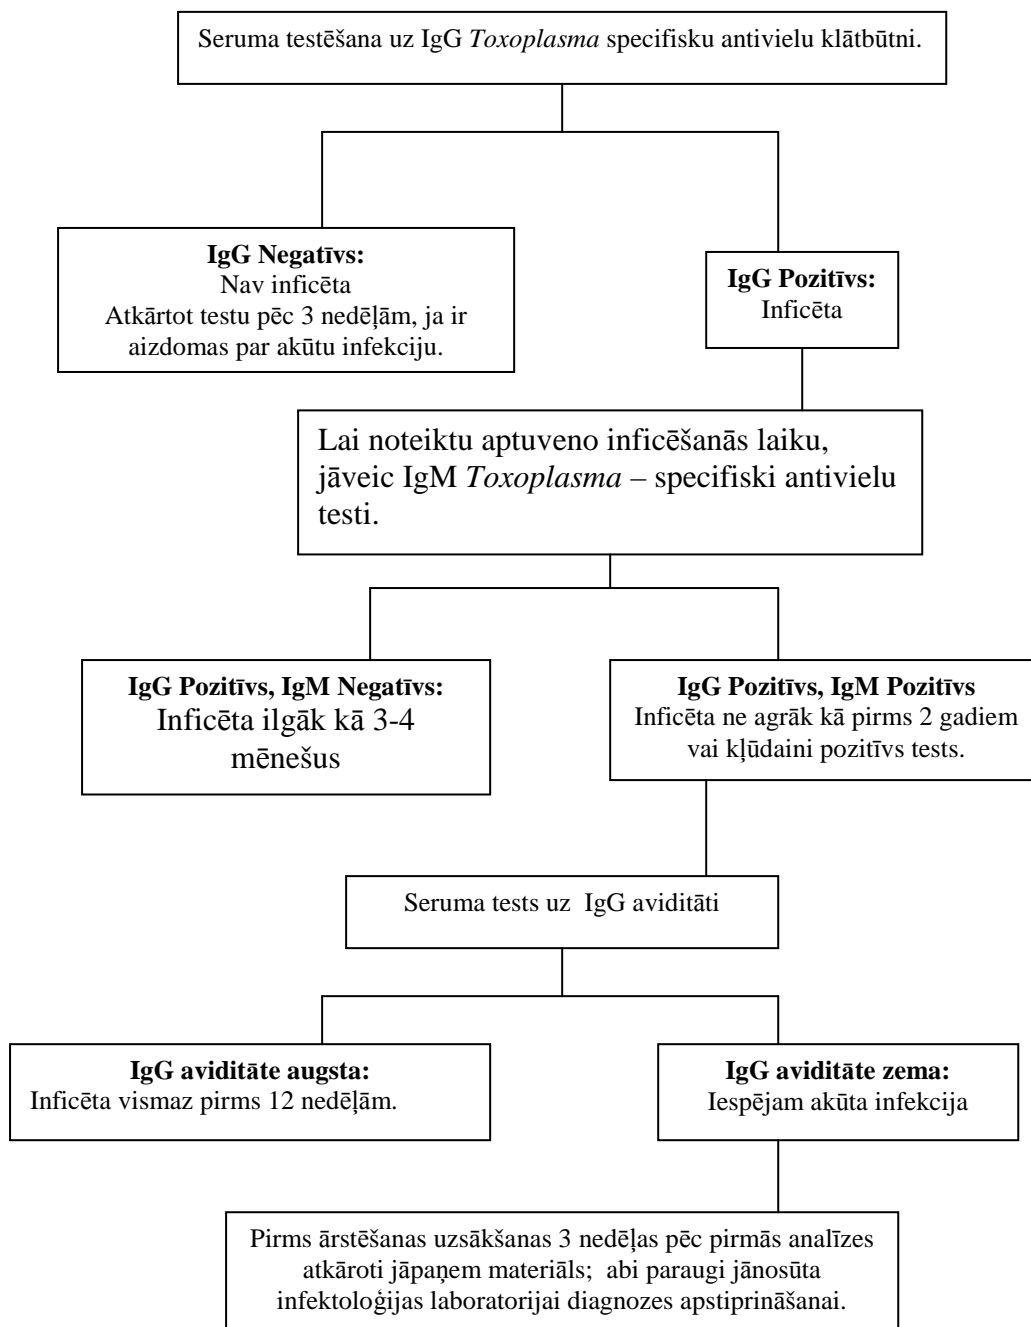 Seruma testēšana uz IgG Toxoplasma specifisku antivielu klātbūtni.
IgG Negatīvs:
Nav inficēta
Atkārtot testu pēc 3 nedēļām, ja ir
aizdomas par akūtu infekciju.
IgG Pozitīvs:
Inficēta
Lai noteiktu aptuveno inficēšanās laiku,
jāveic IgM Toxoplasma – specifiski antivielu
testi.
IgG Pozitīvs, IgM Negatīvs:
Inficēta ilgāk kā 3-4
mēnešus
IgG Pozitīvs, IgM Pozitīvs
Inficēta ne agrāk kā pirms 2 gadiem
vai kļūdaini pozitīvs tests.
Seruma tests uz IgG aviditāti
IgG aviditāte augsta:
Inficēta vismaz pirms 12 nedēļām.
IgG aviditāte zema:
Iespējam akūta infekcija
Pirms ārstēšanas uzsākšanas 3 nedēļas pēc pirmās analīzes
atkāroti jāpaņem materiāls; abi paraugi jānosūta
infektoloģijas laboratorijai diagnozes apstiprināšanai.